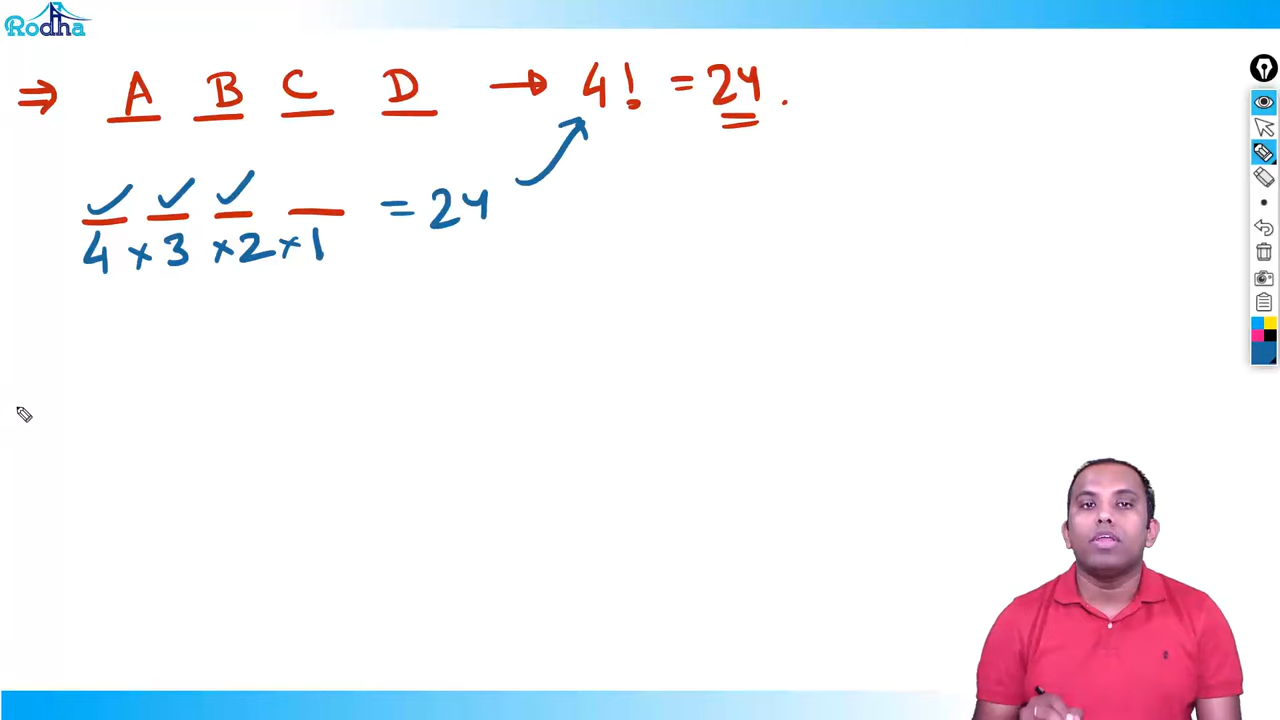 Rodha
⇒ A B C D → 4! = 24.
_ _ _ _ = 24
4 × 3 × 2 × 1